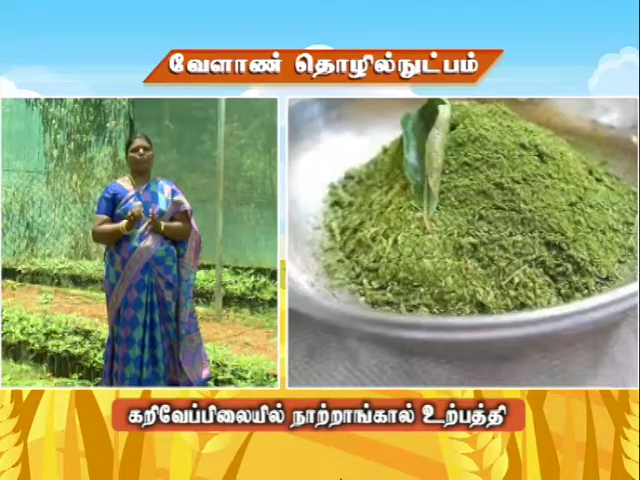 வேளாண் தொழில்நுட்பம்
கறிவேப்பிலையில் நாற்றாங்கால் உற்பத்தி